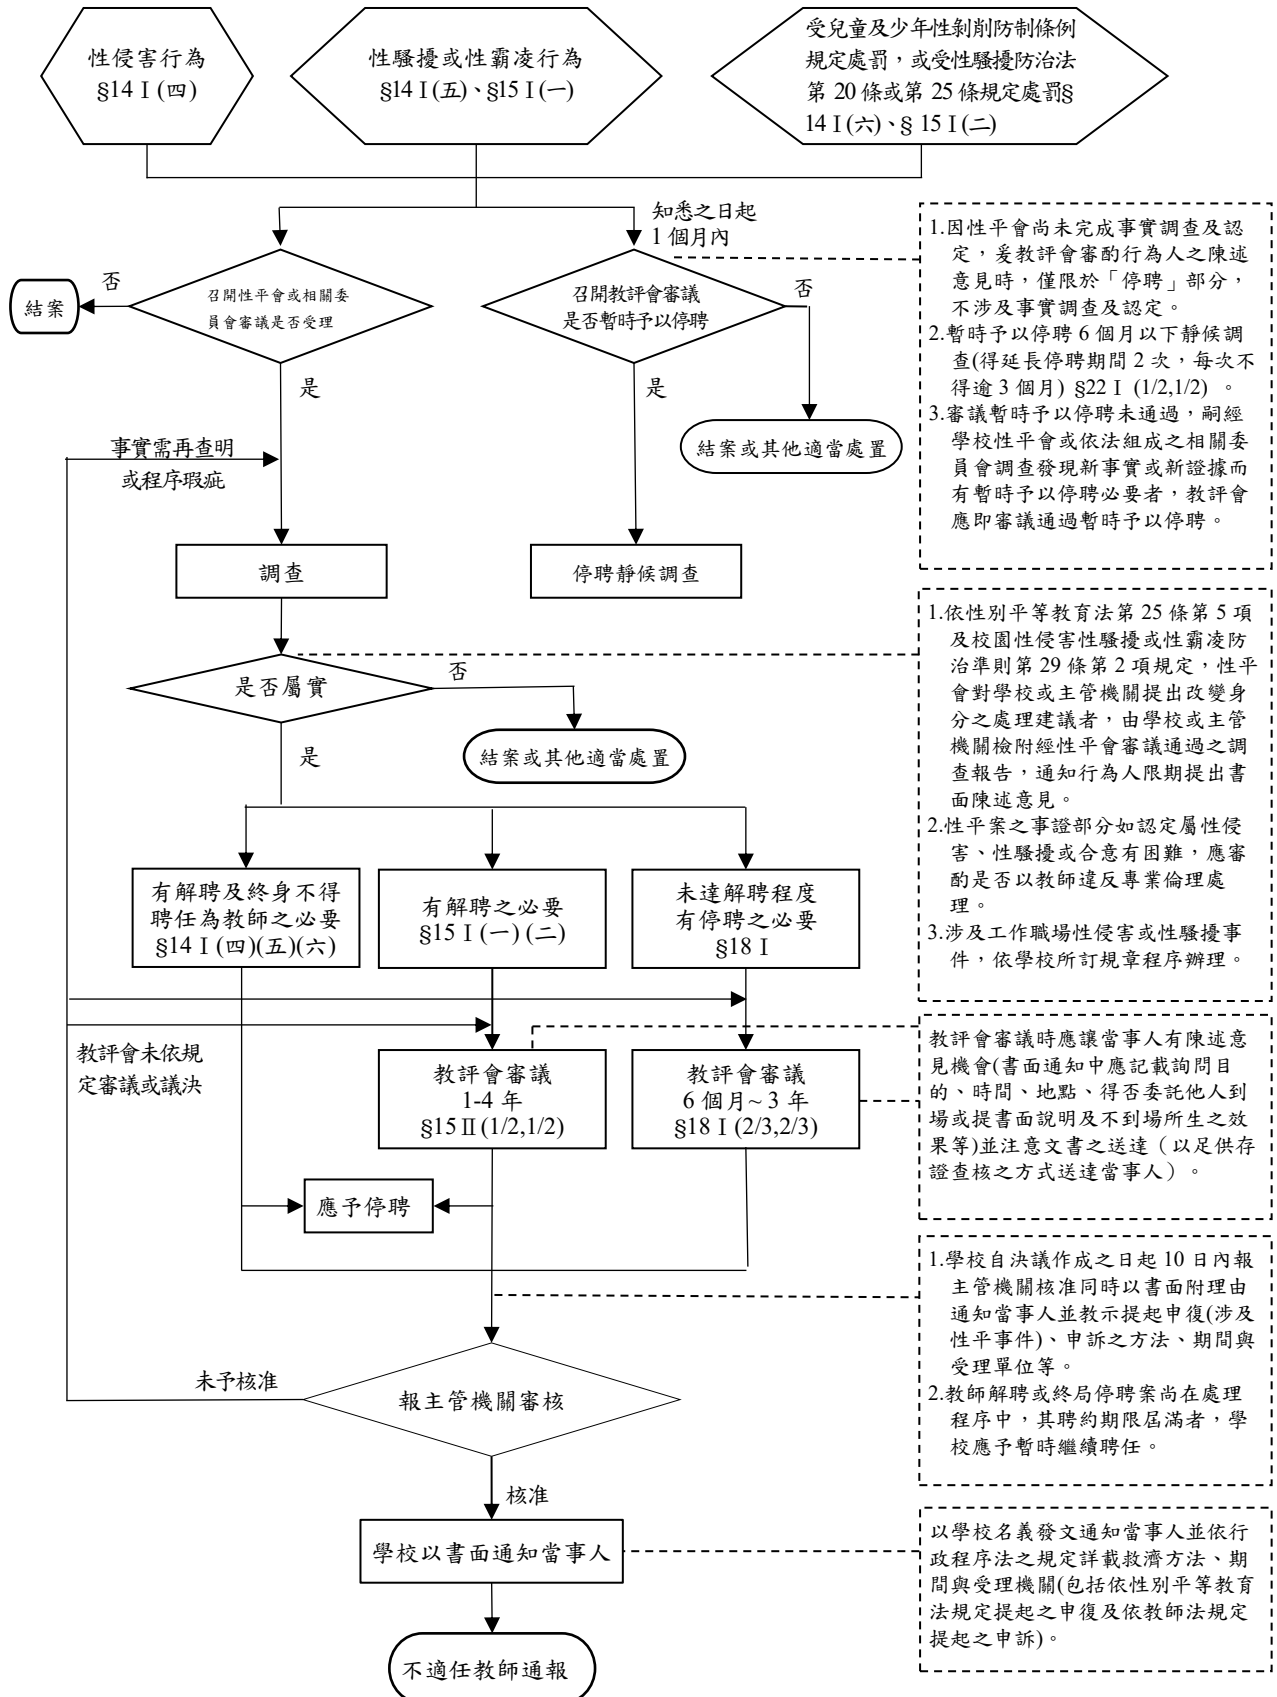 性侵害行為
§14 I (四)
性騷擾或性霸凌行為
§14 I (五)、§15 I (一)
受兒童及少年性剝削防制條例
規定處罰，或受性騷擾防治法
第 20 條或第 25 條規定處罰§
14 I (六)、§ 15 I (二)
知悉之日起
1 個月內
召開性平會或相關委
員會審議是否受理
否
結案
是
召開教評會審議
是否暫時予以停聘
否
結案或其他適當處置
是
停聘靜候調查
1.因性平會尚未完成事實調查及認
定，爰教評會審酌行為人之陳述
意見時，僅限於「停聘」部分，
不涉及事實調查及認定。
2.暫時予以停聘 6 個月以下靜候調
查(得延長停聘期間 2 次，每次不
得逾 3 個月) §22 I (1/2,1/2) 。
3.審議暫時予以停聘未通過，嗣經
學校性平會或依法組成之相關委
員會調查發現新事實或新證據而
有暫時予以停聘必要者，教評會
應即審議通過暫時予以停聘。
事實需再查明
或程序瑕疵
調查
是否屬實
否
結案或其他適當處置
是
1.依性別平等教育法第 25 條第 5 項
及校園性侵害性騷擾或性霸凌防
治準則第 29 條第 2 項規定，性平
會對學校或主管機關提出改變身
分之處理建議者，由學校或主管
機關檢附經性平會審議通過之調
查報告，通知行為人限期提出書
面陳述意見。
2.性平案之事證部分如認定屬性侵
害、性騷擾或合意有困難，應審
酌是否以教師違反專業倫理處
理。
3.涉及工作職場性侵害或性騷擾事
件，依學校所訂規章程序辦理。
有解聘及終身不得
聘任為教師之必要
§14 I (四)(五)(六)
有解聘之必要
§15 I (一) (二)
未達解聘程度
有停聘之必要
§18 I
教評會未依規
定審議或議決
教評會審議
1-4 年
§15 II (1/2,1/2)
教評會審議
6 個月~ 3 年
§18 I (2/3,2/3)
教評會審議時應讓當事人有陳述意
見機會(書面通知中應記載詢問目
的、時間、地點、得否委託他人到
場或提書面說明及不到場所生之效
果等)並注意文書之送達（以足供存
證查核之方式送達當事人）。
應予停聘
1.學校自決議作成之日起 10 日內報
主管機關核准同時以書面附理由
通知當事人並教示提起申復(涉及
性平事件)、申訴之方法、期間與
受理單位等。
2.教師解聘或終局停聘案尚在處理
程序中，其聘約期限屆滿者，學
校應予暫時繼續聘任。
未予核准
報主管機關審核
核准
學校以書面通知當事人
以學校名義發文通知當事人並依行
政程序法之規定詳載救濟方法、期
間與受理機關(包括依性別平等教育
法規定提起之申復及依教師法規定
提起之申訴)。
不適任教師通報